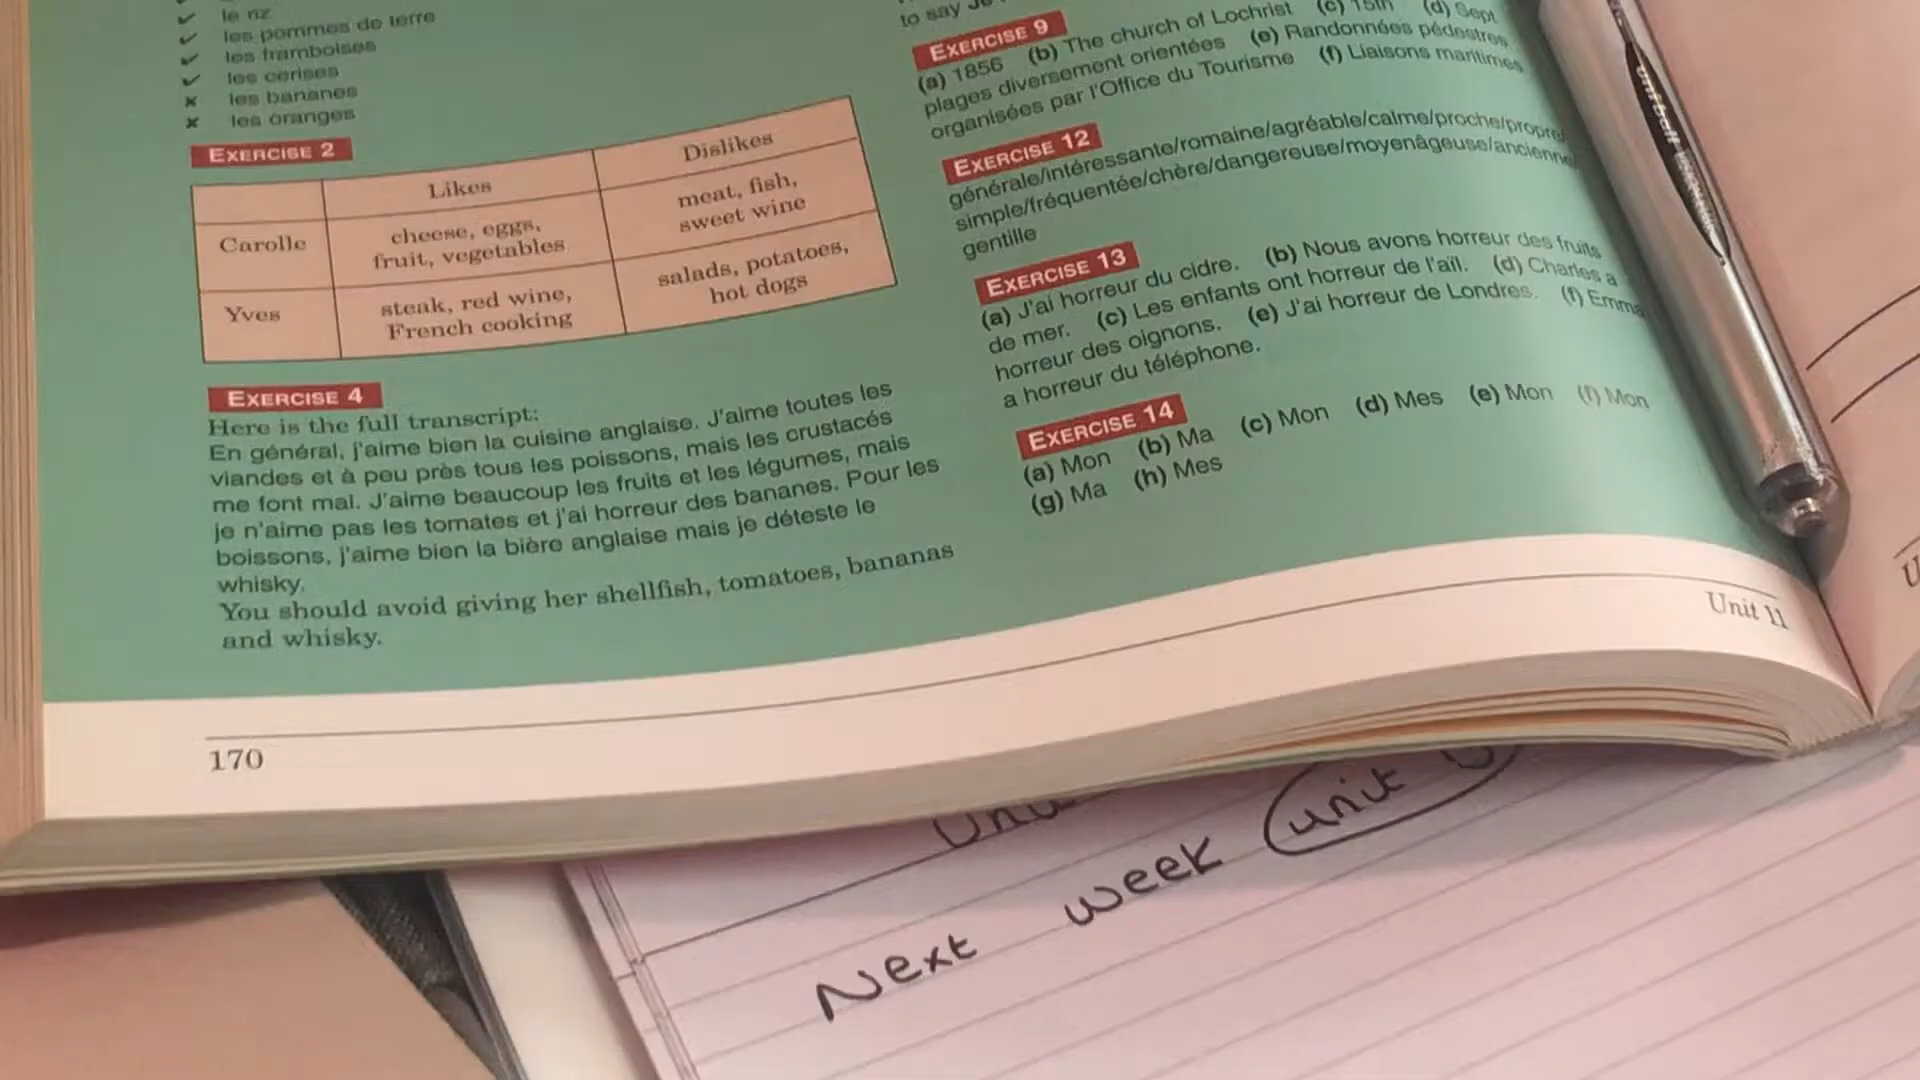 le riz
les pommes de terre
les framboises
les cerises
les bananes
les oranges
EXERCISE 2
Likes Dislikes
Carolle cheese, eggs, fruit, vegetables meat, fish, sweet wine
Yves steak, red wine, French cooking salads, potatoes, hot dogs
EXERCISE 4
Here is the full transcript:
En général, j'aime bien la cuisine anglaise. J'aime toutes les
viandes et à peu près tous les poissons, mais les crustacés
me font mal. J'aime beaucoup les fruits et les légumes, mais
je n'aime pas les tomates et j'ai horreur des bananes. Pour les
boissons, j'aime bien la bière anglaise mais je déteste le
whisky.
You should avoid giving her shellfish, tomatoes, bananas
and whisky.
170
to say
EXERCISE 9
(a) 1856 (b) The church of Lochrist (c) 15th (d) Sept
plages diversement orientées (e) Randonnées pédestres
organisées par l'Office du Tourisme (f) Liaisons maritimes
EXERCISE 12
générale/intéressante/romaine/agréable/calme/proche/propre/
simple/fréquentée/chère/dangereuse/moyenâgeuse/ancienne/
gentille
EXERCISE 13
(a) J'ai horreur du cidre. (b) Nous avons horreur des fruits
de mer. (c) Les enfants ont horreur de l'aïl. (d) Charles a
horreur des oignons. (e) J'ai horreur de Londres. (f) Emma
a horreur du téléphone.
EXERCISE 14
(a) Mon (b) Ma (c) Mon (d) Mes (e) Mon (f) Mon
(g) Ma (h) Mes
Unit 11
uniball
Next week unit